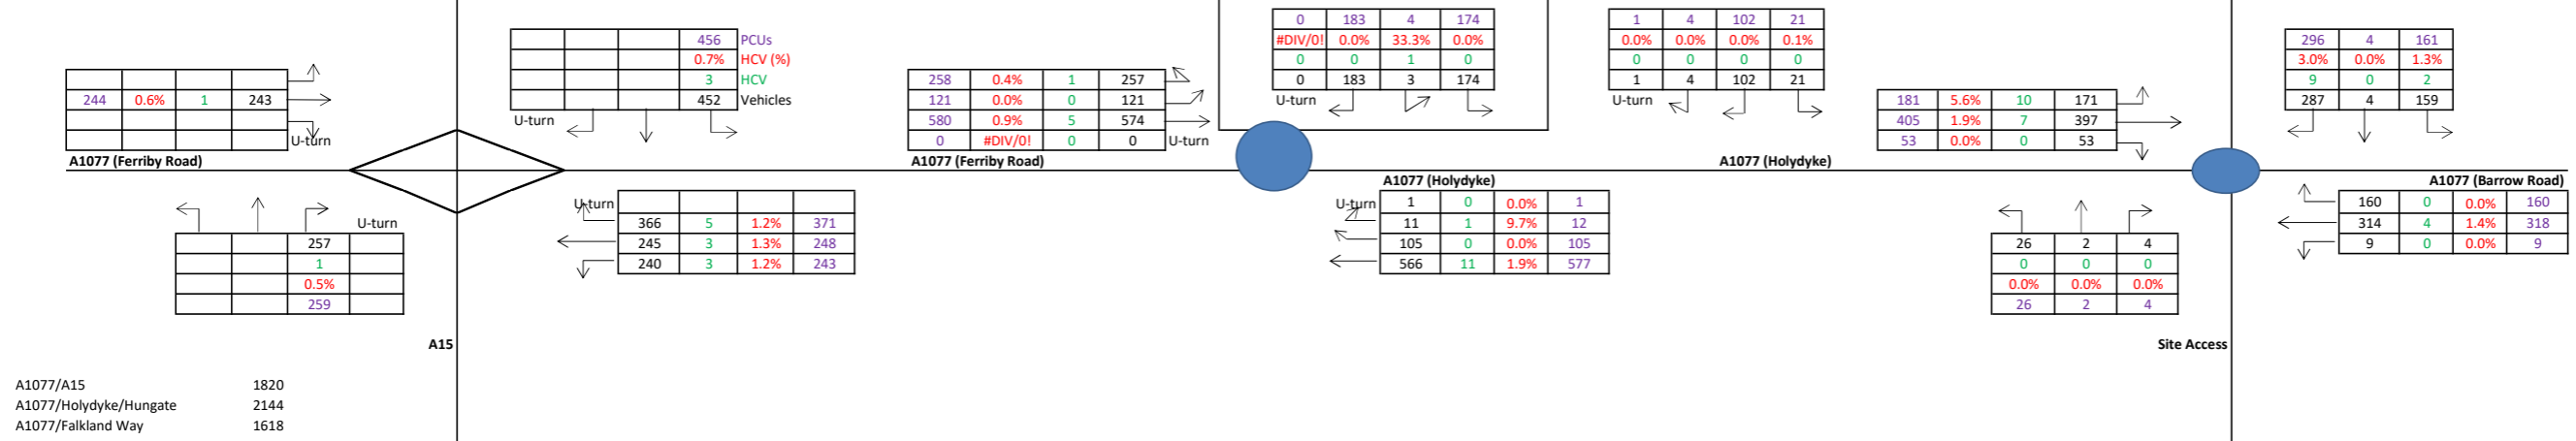 0 183 4 174
#DIV/0! 0.0% 33.3% 0.0%
0 0 1 0
0 183 3 174
U-turn
1 4 102 21
0.0% 0.0% 0.0% 0.1%
0 0 0 0
1 4 102 21
U-turn
456 PCUs
0.7% HCV (%)
3 HCV
452 Vehicles
U-turn
296 4 161
3.0% 0.0% 1.3%
9 0 2
287 4 159
244 0.6% 1 243
U-turn
A1077 (Ferriby Road)
258 0.4% 1 257
121 0.0% 0 121
580 0.9% 5 574
0 #DIV/0! 0 0 U-turn
A1077 (Ferriby Road)
181 5.6% 10 171
405 1.9% 7 397
53 0.0% 0 53
A1077 (Holydyke)
A1077 (Holydyke)
A1077 (Barrow Road)
U-turn
257
1
0.5%
259
U-turn
366 5 1.2% 371
245 3 1.3% 248
240 3 1.2% 243
U-turn
1 0 0.0% 1
11 1 9.7% 12
105 0 0.0% 105
566 11 1.9% 577
26 2 4
0 0 0
0.0% 0.0% 0.0%
26 2 4
160 0 0.0% 160
314 4 1.4% 318
9 0 0.0% 9
A15
Site Access
A1077/A15 1820
A1077/Holydyke/Hungate 2144
A1077/Falkland Way 1618